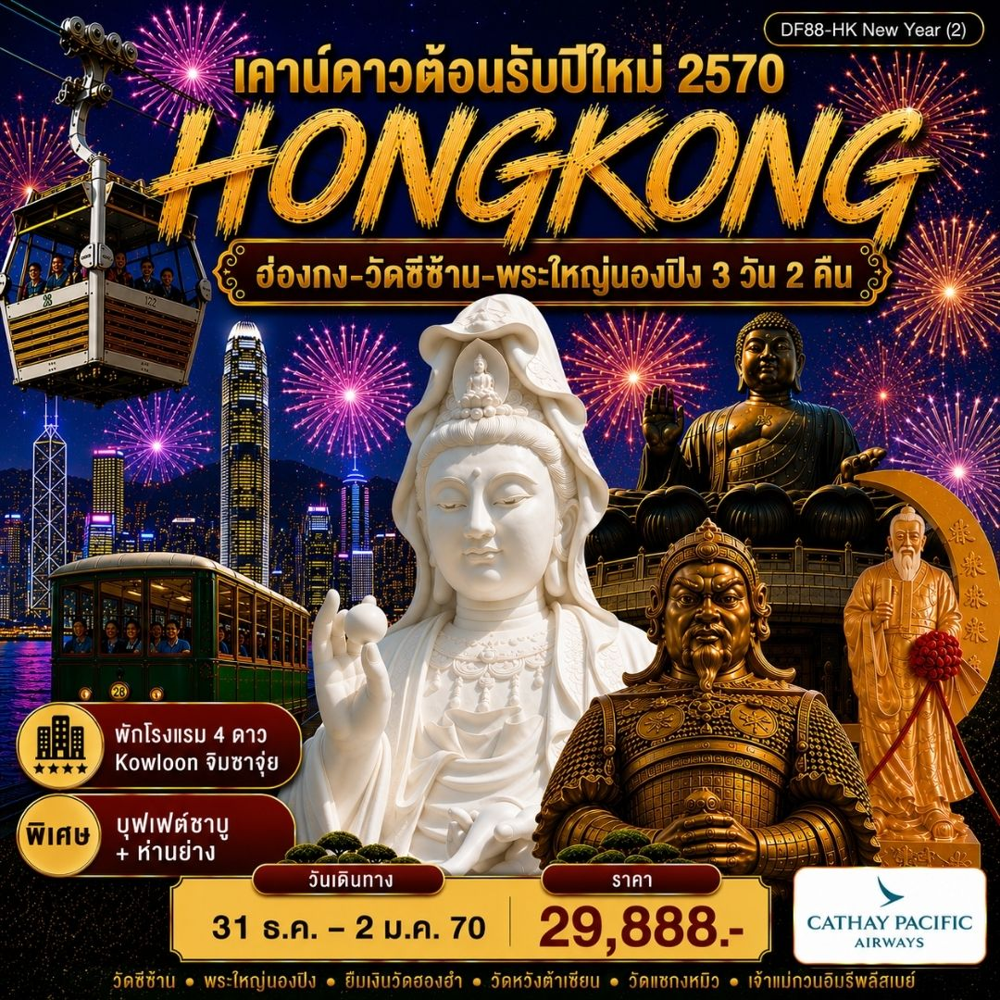 DF88-HK New Year (2)
เคาน์ดาวต้อนรับปีใหม่ 2570
HONGKONG
ฮ่องกง-วัดซีซ้าน-พระใหญ่นองปิง 3 วัน 2 คืน
122
28
พักโรงแรม 4 ดาว
Kowloon จิมซาจุ่ย
พิเศษ
บุฟเฟต์ชาบู
+ ห่านย่าง
วันเดินทาง
31 ธ.ค. – 2 ม.ค. 70
ราคา
29,888.-
CATHAY PACIFIC
AIRWAYS
วัดซีซ้าน • พระใหญ่นองปิง • ยืมเงินวัดฮองฮำ • วัดหวังต้าเซียน • วัดแชกงหมิว • เจ้าแม่กวนอิมรีพลัสเบย์